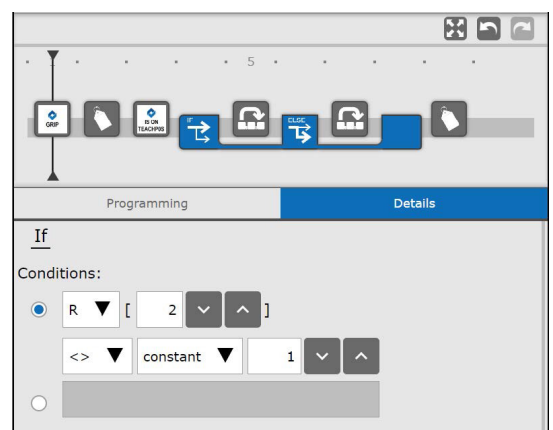 5
GRIP
IS ON
TEACHPOS
IF
ELSE
Programming
Details
If
Conditions:
R [ 2 ]
<> constant 1